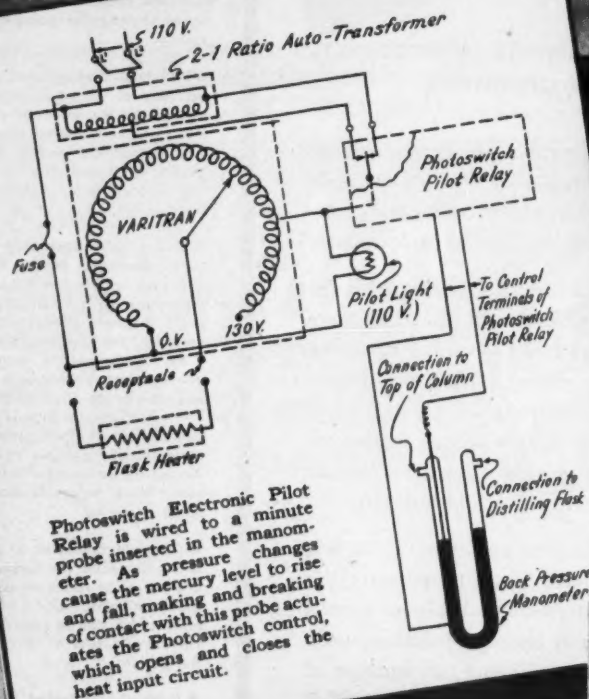 110 V.
2-1 Ratio Auto-Transformer
Photoswitch
Pilot Relay
VARITRAN
Fuse
Pilot Light
(110 V.)
To Control
Terminals of
Photoswitch
Pilot Relay
0.V.
130 V.
Receptacle
Connection to
Top of Column
Flask Heater
Connection to
Distilling Flask
Back Pressure
Manometer
Photoswitch Electronic Pilot
Relay is wired to a minute
probe inserted in the manom-
eter. As pressure changes
cause the mercury level to rise
and fall, making and breaking
of contact with this probe actu-
ates the Photoswitch control,
which opens and closes the
heat input circuit.